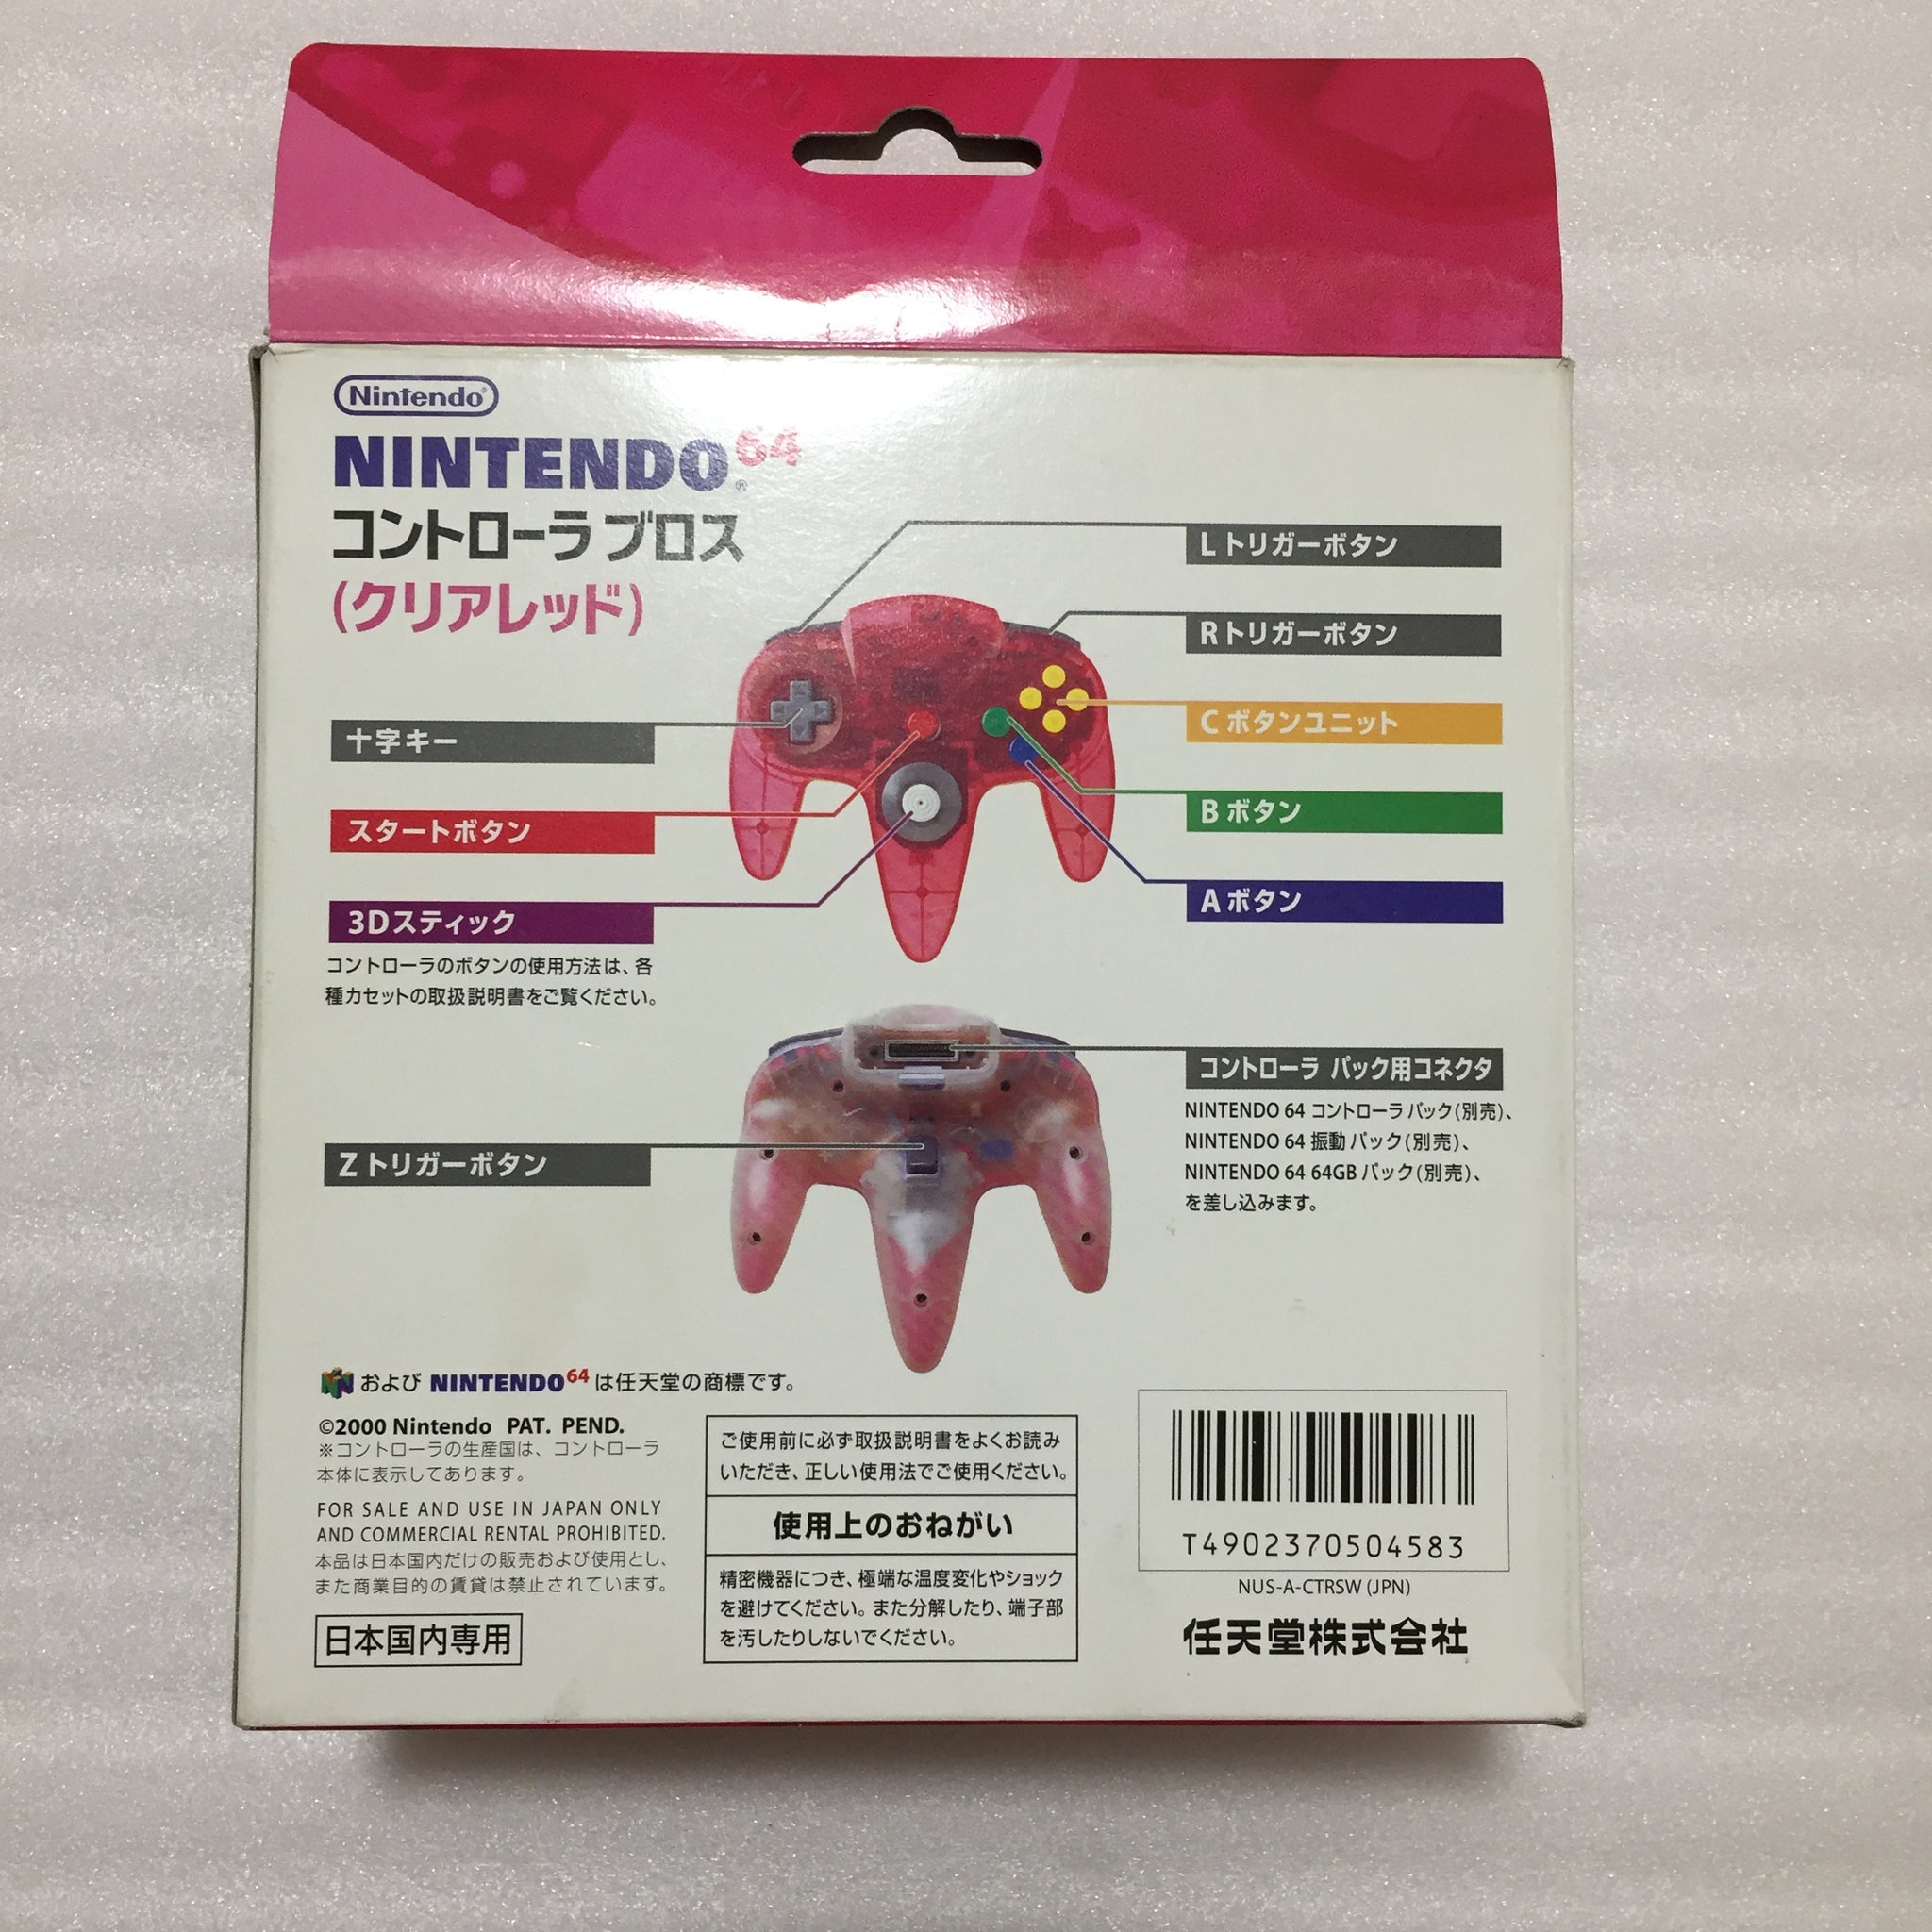 Nintendo®
NINTENDO64®
コントローラ ブロス
(クリアレッド)
L トリガーボタン
R トリガーボタン
C ボタンユニット
B ボタン
A ボタン
十字キー
スタートボタン
3Dスティック
コントローラのボタンの使用方法は、各
種カセットの取扱説明書をご覧ください。
コントローラ パック用コネクタ
NINTENDO 64 コントローラ パック(別売)、
NINTENDO 64 振動 パック(別売)、
NINTENDO 64 64GB パック(別売)、
を差し込みます。
Z トリガーボタン
および NINTENDO64 は任天堂の商標です。
©2000 Nintendo PAT. PEND.
※コントローラの生産国は、コントローラ
本体に表示してあります。
FOR SALE AND USE IN JAPAN ONLY
AND COMMERCIAL RENTAL PROHIBITED.
本品は日本国内だけの販売および使用とし、
また商業目的の賃貸は禁止されています。
日本国内専用
ご使用前に必ず取扱説明書をよくお読み
いただき、正しい使用法でご使用ください。
使用上のおねがい
精密機器につき、極端な温度変化やショック
を避けてください。また分解したり、端子部
を汚したりしないでください。
T4902370504583
NUS-A-CTRSW (JPN)
任天堂株式会社